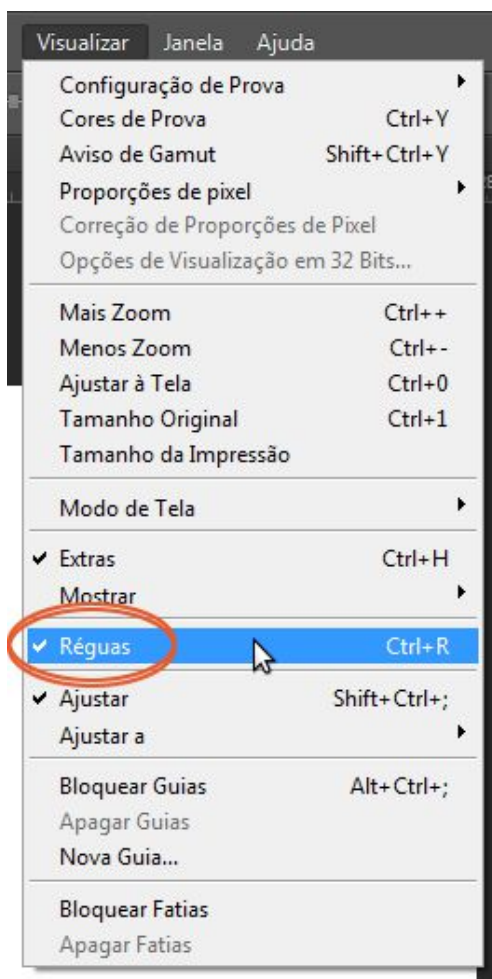 Visualizar Janela Ajuda
Configuração de Prova
Cores de Prova Ctrl+Y
Aviso de Gamut Shift+Ctrl+Y
Proporções de pixel
Correção de Proporções de Pixel
Opções de Visualização em 32 Bits...
Mais Zoom Ctrl++
Menos Zoom Ctrl+-
Ajustar à Tela Ctrl+0
Tamanho Original Ctrl+1
Tamanho da Impressão
Modo de Tela
Extras Ctrl+H
Mostrar
Réguas Ctrl+R
Ajustar Shift+Ctrl+;
Ajustar a
Bloquear Guias Alt+Ctrl+;
Apagar Guias
Nova Guia...
Bloquear Fatias
Apagar Fatias